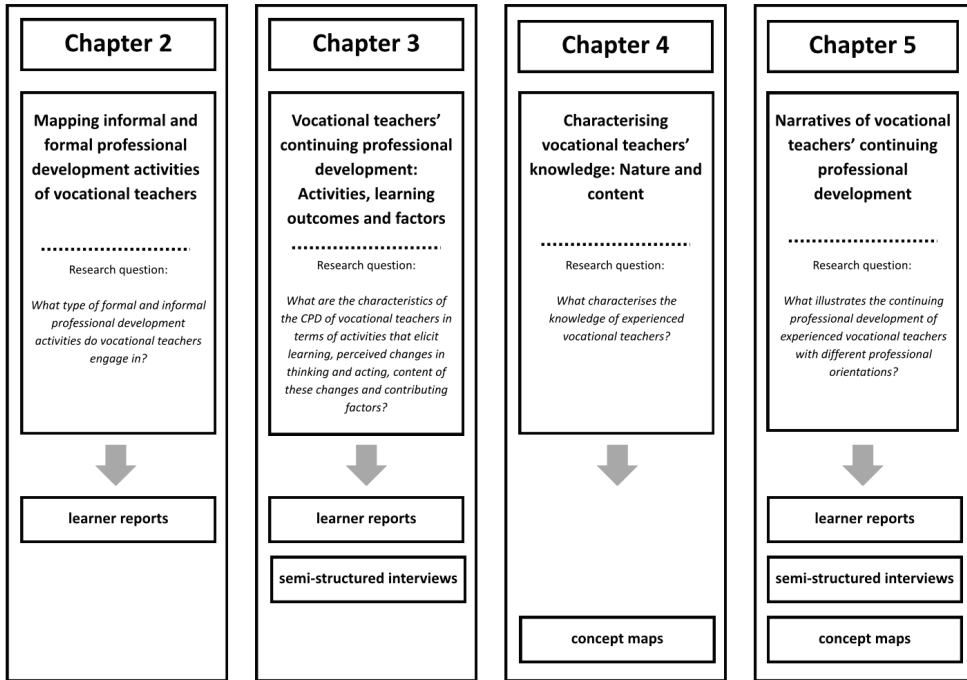 Chapter 2
Mapping informal and
formal professional
development activities
of vocational teachers
Research question:
What type of formal and informal
professional development
activities do vocational teachers
engage in?
learner reports
Chapter 3
Vocational teachers’
continuing professional
development:
Activities, learning
outcomes and factors
Research question:
What are the characteristics of
the CPD of vocational teachers in
terms of activities that elicit
learning, perceived changes in
thinking and acting, content of
these changes and contributing
factors?
learner reports
semi-structured interviews
Chapter 4
Characterising
vocational teachers’
knowledge: Nature and
content
Research question:
What characterises the
knowledge of experienced
vocational teachers?
concept maps
Chapter 5
Narratives of vocational
teachers’ continuing
professional
development
Research question:
What illustrates the continuing
professional development of
experienced vocational teachers
with different professional
orientations?
learner reports
semi-structured interviews
concept maps